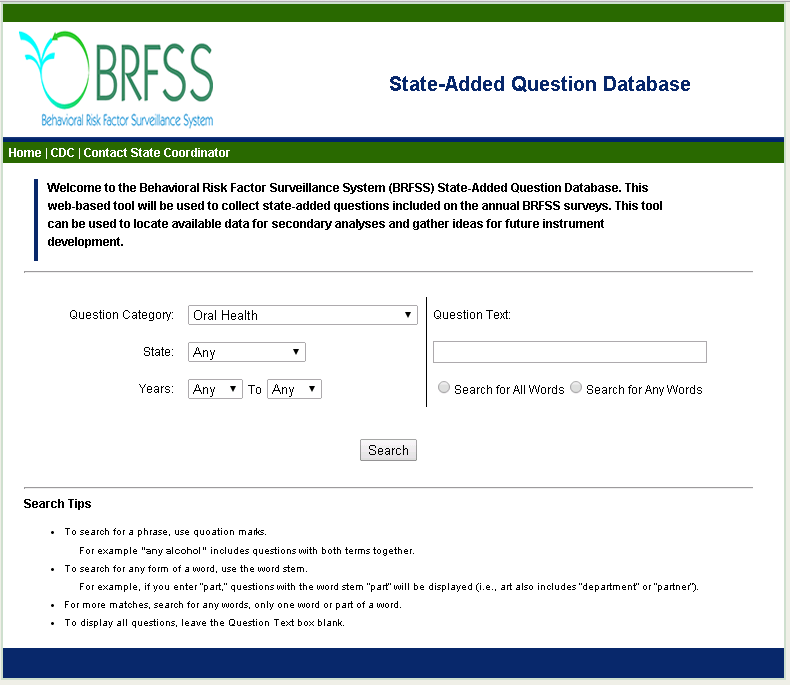 BRFSS
Behavioral Risk Factor Surveillance System
State-Added Question Database
Home | CDC | Contact State Coordinator
Welcome to the Behavioral Risk Factor Surveillance System (BRFSS) State-Added Question Database. This
web-based tool will be used to collect state-added questions included on the annual BRFSS surveys. This tool
can be used to locate available data for secondary analyses and gather ideas for future instrument
development.
Question Category: Oral Health
State: Any
Years: Any To Any
Question Text:
Search for All Words Search for Any Words
Search
Search Tips
• To search for a phrase, use quoation marks.
For example "any alcohol" includes questions with both terms together.
• To search for any form of a word, use the word stem.
For example, if you enter "part," questions with the word stem "part" will be displayed (i.e., art also includes "department" or "partner").
• For more matches, search for any words, only one word or part of a word.
• To display all questions, leave the Question Text box blank.